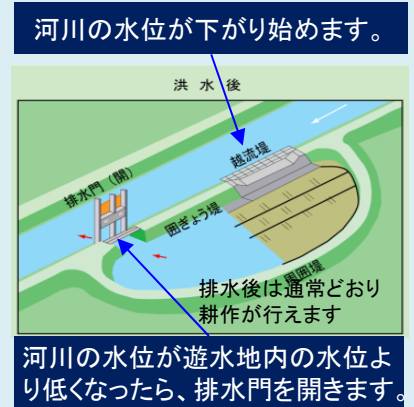 河川の水位が下がり始めます。
洪水後
越流堤
排水門（開）
囲ぎょう堤
周囲堤
排水後は通常どおり
耕作が行えます
河川の水位が遊水地内の水位よ
り低くなったら、排水門を開きます。